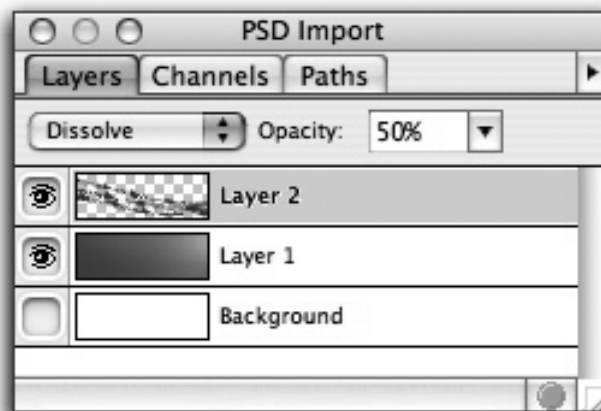 PSD Import
Layers Channels Paths
Dissolve Opacity: 50%
Layer 2
Layer 1
Background